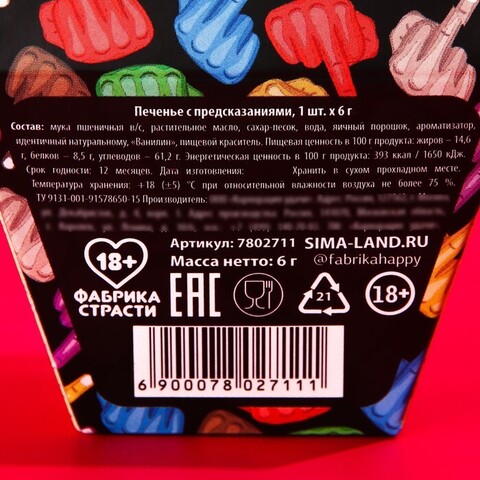 Печенье с предсказаниями, 1 шт. х 6 г
Состав: мука пшеничная в/с, растительное масло, сахар-песок, вода, яичный порошок, ароматизатор,
идентичный натуральному, «Ванилин», пищевой краситель. Пищевая ценность в 100 г продукта: жиров – 14,6
г, белков – 8,5 г, углеводов – 61,2 г. Энергетическая ценность в 100 г продукта: 393 ккал / 1650 кДж.
Срок годности: 12 месяцев. Дата изготовления: Хранить в сухом прохладном месте.
Температура хранения: +18 (±5) °С при относительной влажности воздуха не более 75 %.
ТУ 9131-001-91578650-15 Производитель:
Артикул: 7802711 SIMA-LAND.RU
Масса нетто: 6 г @fabrikahappy
18+
ФАБРИКА
СТРАСТИ
ЕАС
21
18+
6 900078 027111